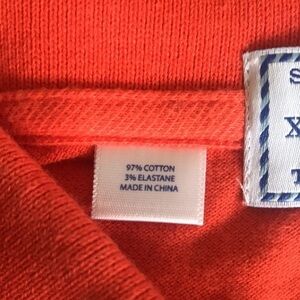 97% COTTON
3% ELASTANE
MADE IN CHINA
S
X
T